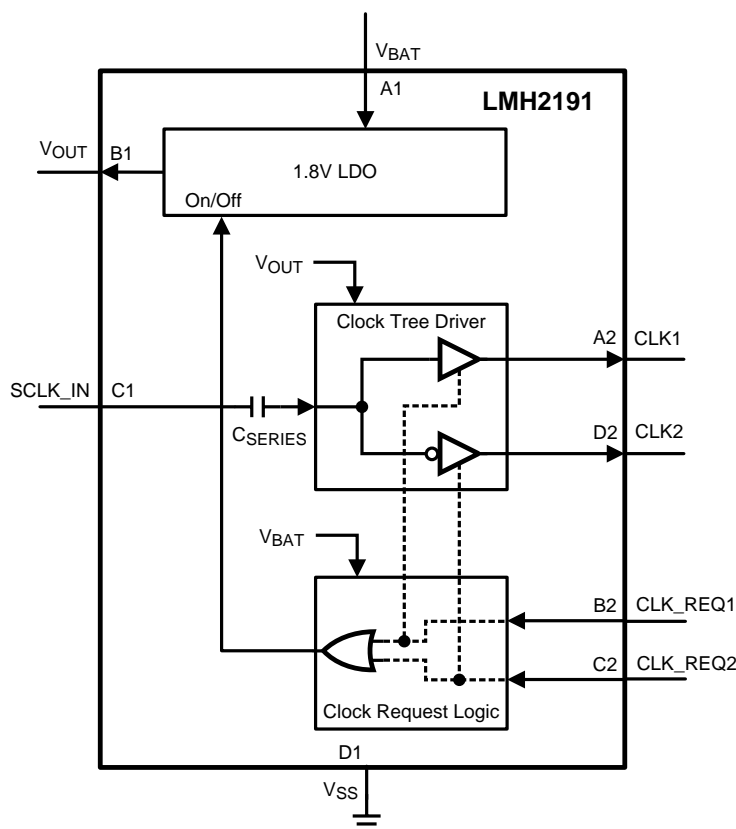 VBAT
A1
LMH2191
VOUT
B1
1.8V LDO
On/Off
VOUT
Clock Tree Driver
A2
CLK1
SCLK_IN
C1
CSERIES
D2
CLK2
VBAT
B2
CLK_REQ1
C2
CLK_REQ2
Clock Request Logic
D1
VSS